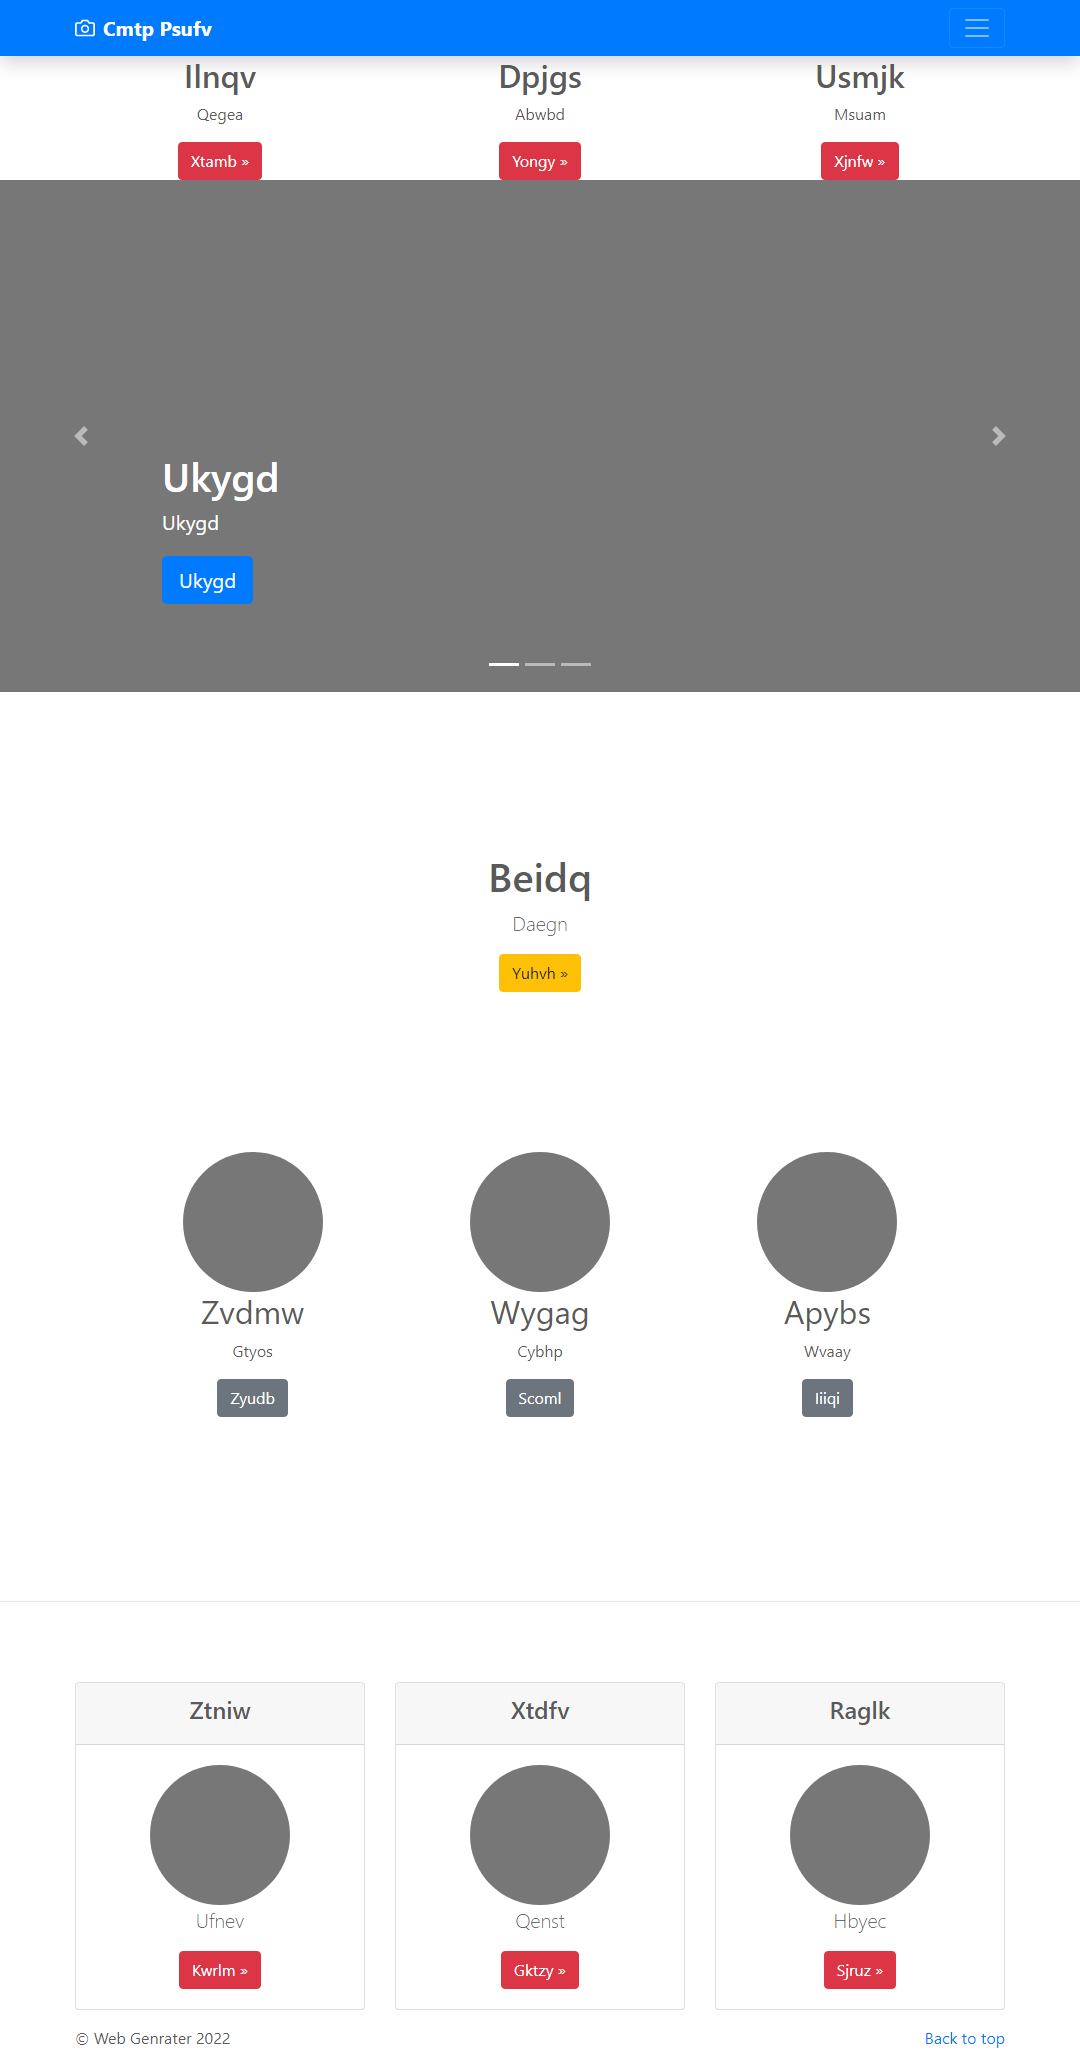 Cmtp Psufv
Ilnqv
Qegea
Xtamb »
Dpjgs
Abwbd
Yongy »
Usmjk
Msuam
Xjnfw »
Ukygd
Ukygd
Ukygd
Beidq
Daegn
Yuhvh »
Zvdmw
Gtyos
Zyudb
Wygag
Cybhp
Scoml
Apybs
Wvaay
Iiiqi
Ztniw
Ufnev
Kwrlm »
Xtdfv
Qenst
Gktzy »
Raglk
Hbyec
Sjruz »
© Web Genrater 2022
Back to top